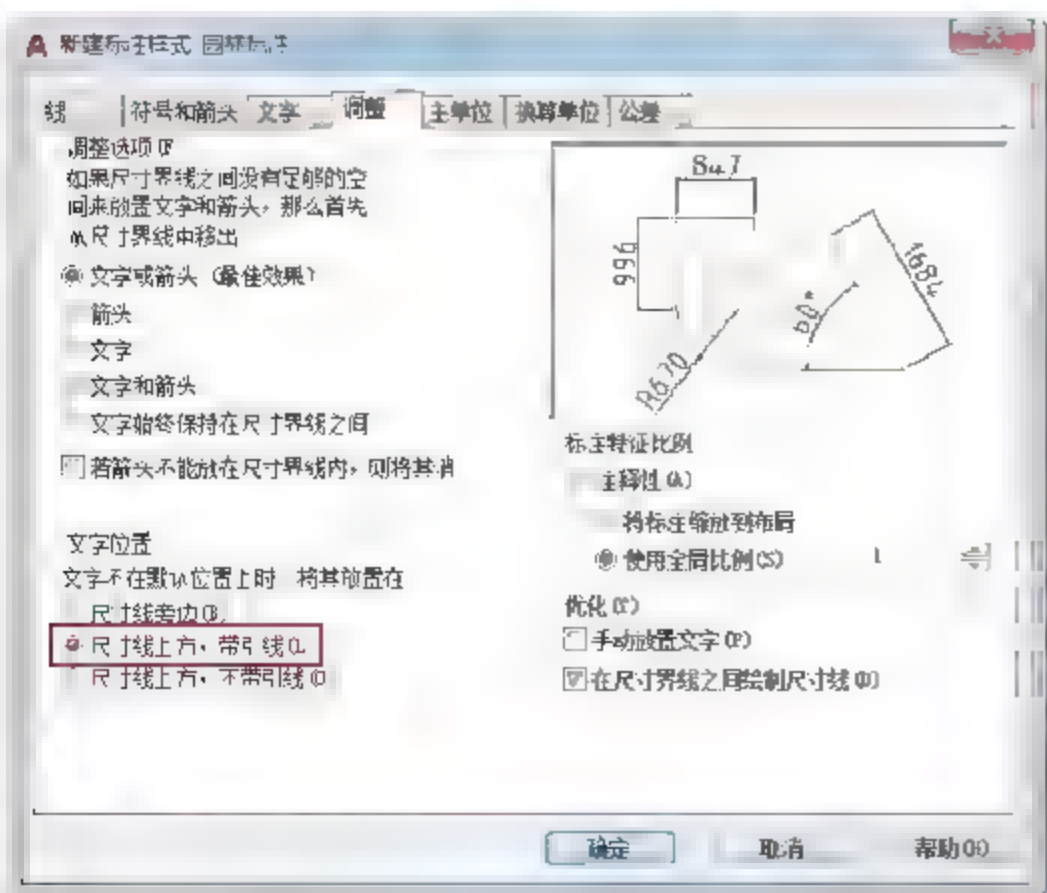 新建标注样式 园林标注
线 符号和箭头 文字 调整 主单位 换算单位 公差
调整选项(F)
如果尺寸界线之间没有足够的空
间来放置文字和箭头，那么首先
从尺寸界线中移出
文字或箭头（最佳效果）
箭头
文字
文字和箭头
文字始终保持在尺寸界线之间
若箭头不能放在尺寸界线内，则将其消
文字位置
文字不在默认位置上时 将其放置在
尺寸线旁边(B)
尺寸线上方，带引线(L
尺寸线上方，不带引线(O
996
R670
1684
标注特征比例
注释性(A)
将标注缩放到布局
使用全局比例(S) 1
优化(T)
手动放置文字(P)
在尺寸界线之间绘制尺寸线(D)
确定 取消 帮助(H)